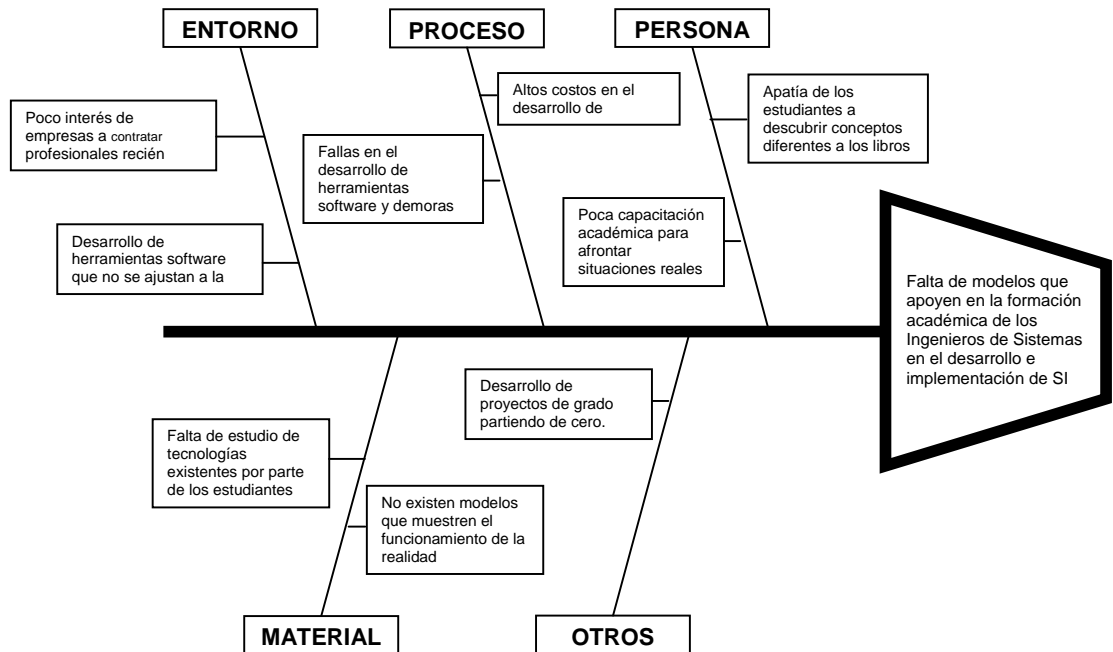 ENTORNO
PROCESO
PERSONA
Poco interés de
empresas a contratar
profesionales recién
Desarrollo de
herramientas software
que no se ajustan a la
Altos costos en el
desarrollo de
Fallas en el
desarrollo de
herramientas
software y demoras
Apatía de los
estudiantes a
descubrir conceptos
diferentes a los libros
Poca capacitación
académica para
afrontar
situaciones reales
Falta de modelos que
apoyen en la formación
académica de los
Ingenieros de Sistemas
en el desarrollo e
implementación de SI
Falta de estudio de
tecnologías
existentes por parte
de los estudiantes
No existen modelos
que muestren el
funcionamiento de la
realidad
Desarrollo de
proyectos de grado
partiendo de cero.
MATERIAL
OTROS